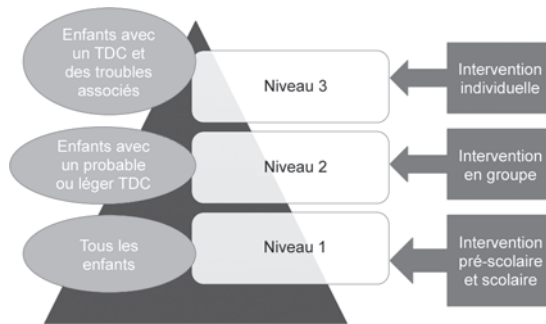 Enfants avec
un TDC et
des troubles
associés
Niveau 3
Intervention
individuelle
Enfants avec
un probable
ou léger TDC
Niveau 2
Intervention
en groupe
Tous les
enfants
Niveau 1
Intervention
pré-scolaire
et scolaire